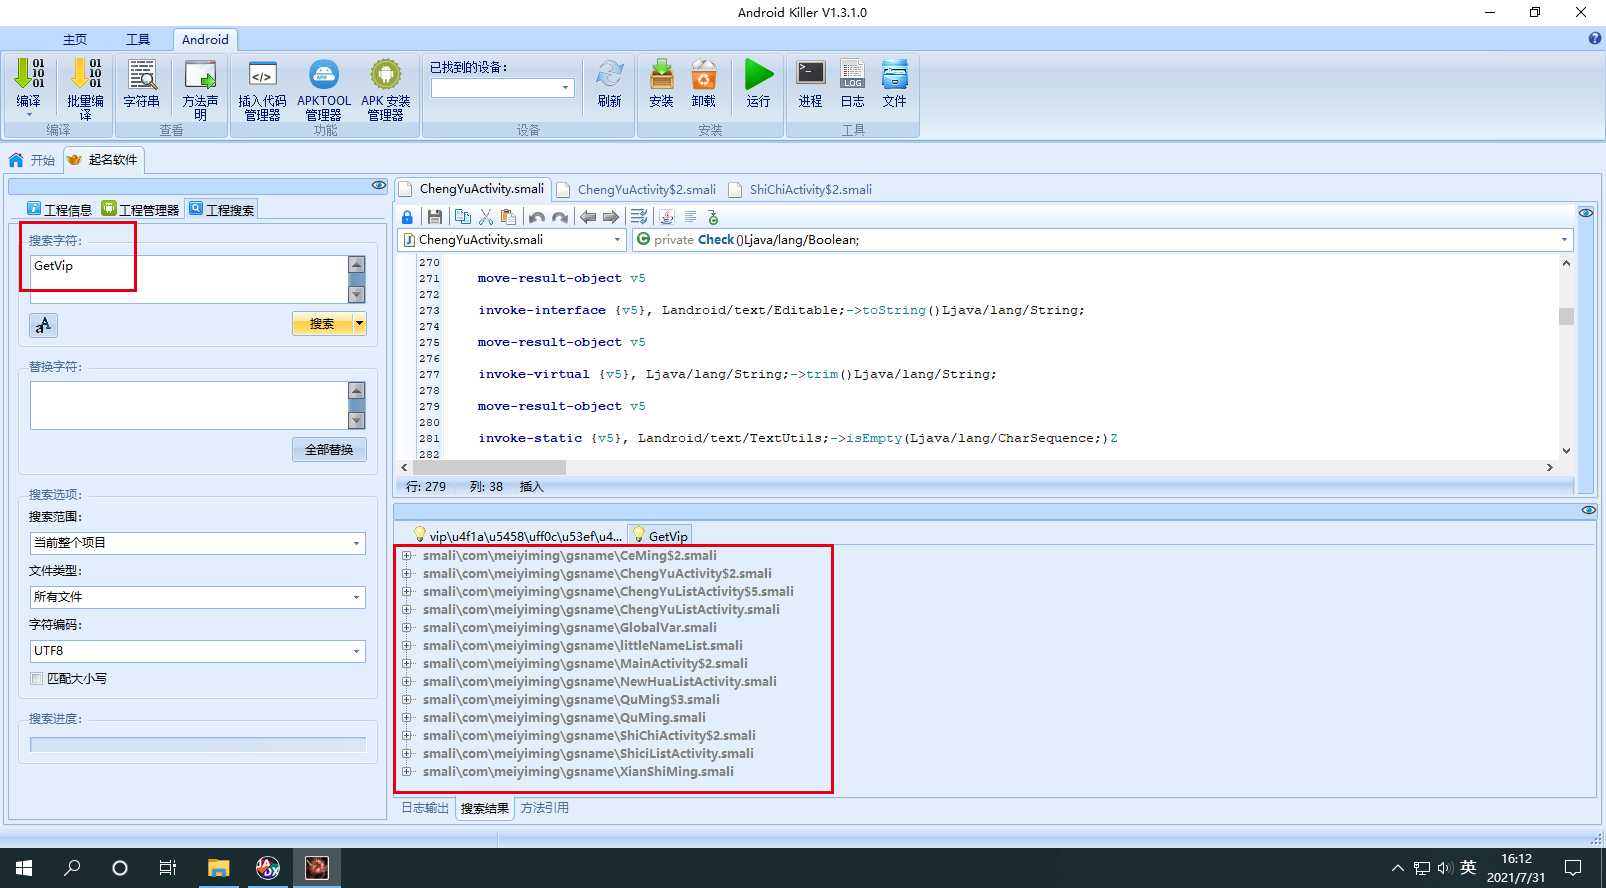 Android Killer V1.3.1.0
主页 工具 Android
编译 批量编译 字符串 方法声明 插入代码管理器 APKTOOL管理器 APK 安装管理器 已找到的设备: 刷新 安装 卸载 运行 进程 日志 文件
编译 查看 功能 设备 安装 工具
开始 起名软件
工程信息 工程管理器 工程搜索
搜索字符:
GetVip
搜索
替换字符:
全部替换
搜索选项:
搜索范围:
当前整个项目
文件类型:
所有文件
字符编码:
UTF8
匹配大小写
搜索进度:
ChengYuActivity.smali ChengYuActivity$2.smali ShiChiActivity$2.smali
ChengYuActivity.smali private Check()Ljava/lang/Boolean;
270
271 move-result-object v5
272
273 invoke-interface {v5}, Landroid/text/Editable;->toString()Ljava/lang/String;
274
275 move-result-object v5
276
277 invoke-virtual {v5}, Ljava/lang/String;->trim()Ljava/lang/String;
278
279 move-result-object v5
280
281 invoke-static {v5}, Landroid/text/TextUtils;->isEmpty(Ljava/lang/CharSequence;)Z
282
行: 279 列: 38 插入
vip\u4f1a\u5458\uff0c\u53ef\u4... GetVip
smali\com\meiyiming\gsname\CeMing$2.smali
smali\com\meiyiming\gsname\ChengYuActivity$2.smali
smali\com\meiyiming\gsname\ChengYuListActivity$5.smali
smali\com\meiyiming\gsname\ChengYuListActivity.smali
smali\com\meiyiming\gsname\GlobalVar.smali
smali\com\meiyiming\gsname\littleNameList.smali
smali\com\meiyiming\gsname\MainActivity$2.smali
smali\com\meiyiming\gsname\NewHuaListActivity.smali
smali\com\meiyiming\gsname\QuMing$3.smali
smali\com\meiyiming\gsname\QuMing.smali
smali\com\meiyiming\gsname\ShiChiActivity$2.smali
smali\com\meiyiming\gsname\ShiciListActivity.smali
smali\com\meiyiming\gsname\XianShiMing.smali
日志输出 搜索结果 方法引用
英
16:12
2021/7/31